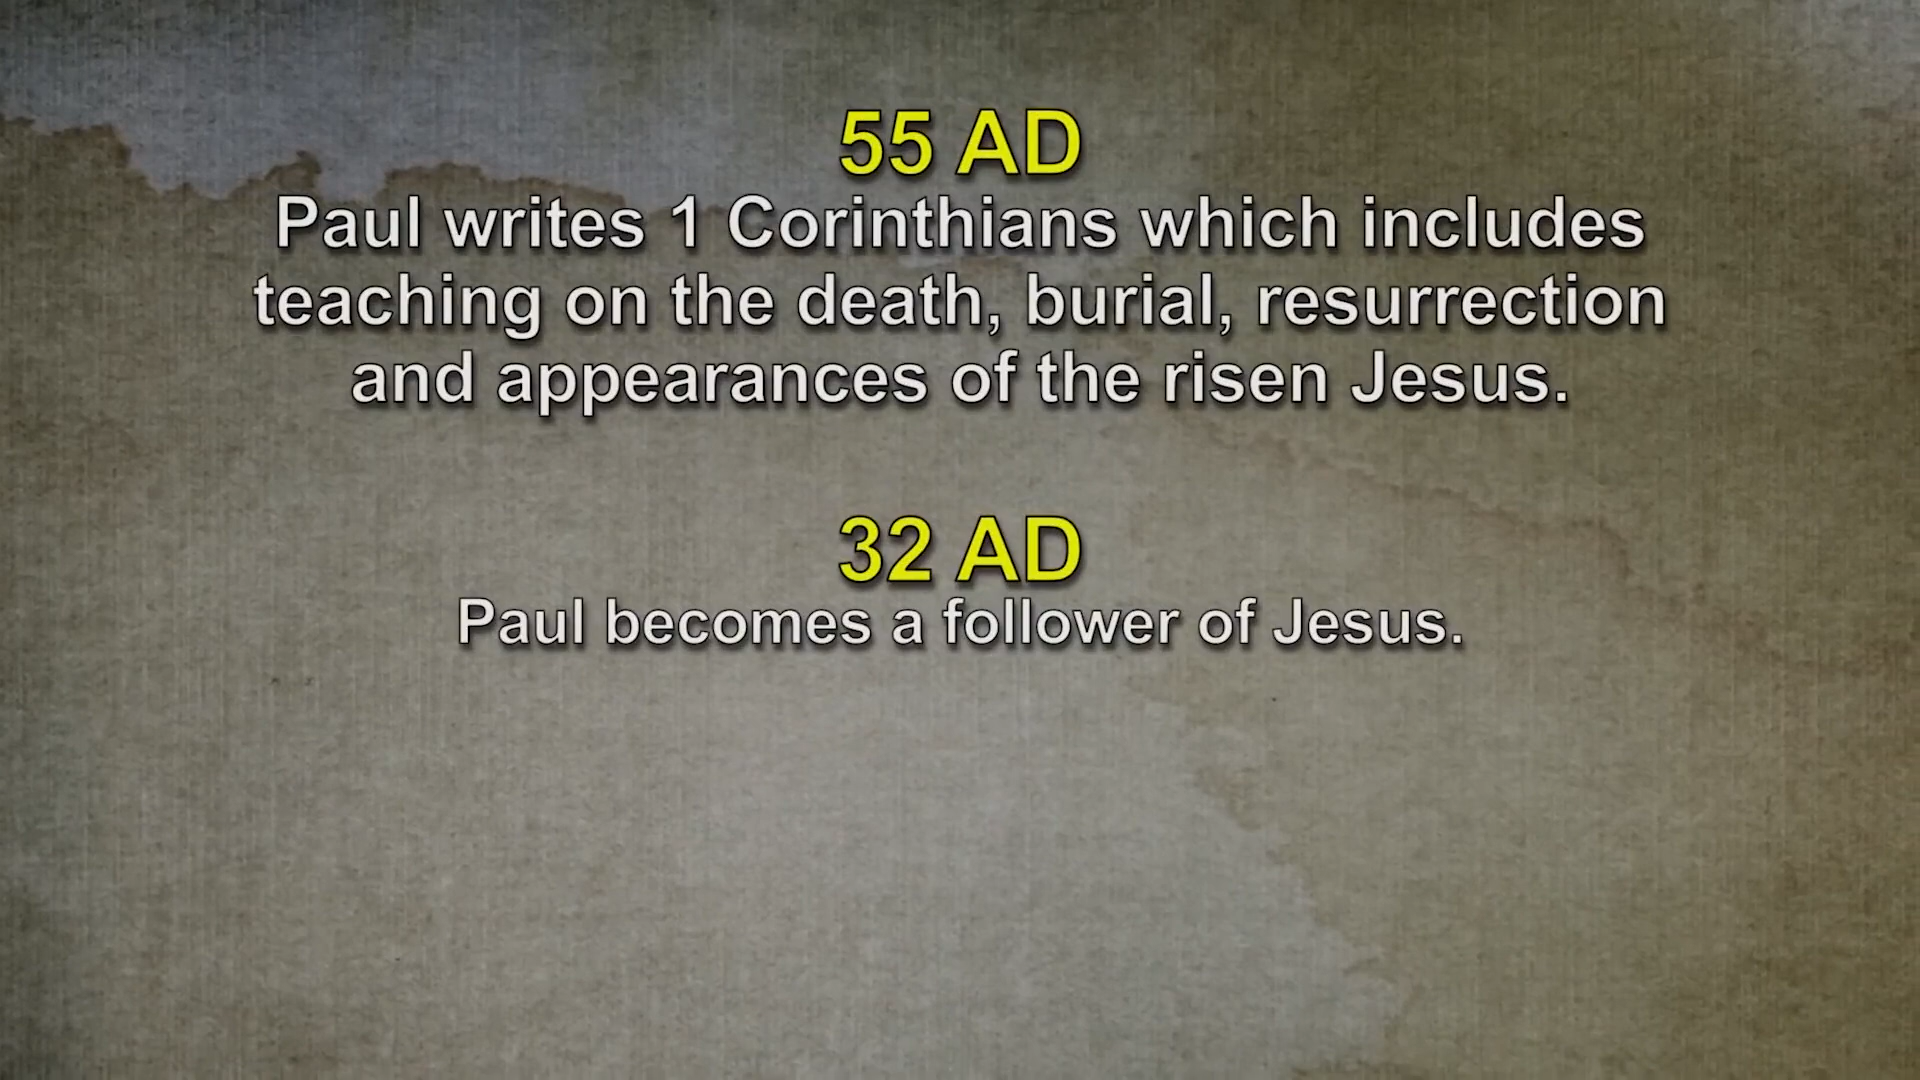 55 AD
Paul writes 1 Corinthians which includes
teaching on the death, burial, resurrection
and appearances of the risen Jesus.
32 AD
Paul becomes a follower of Jesus.